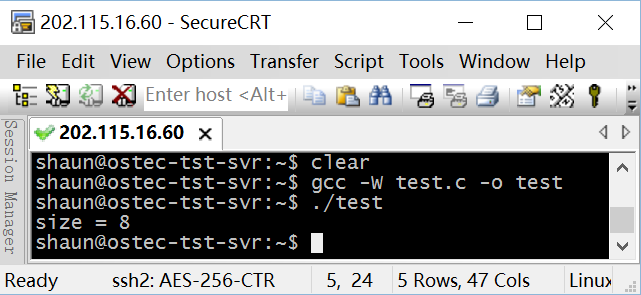 202.115.16.60 - SecureCRT
File Edit View Options Transfer Script Tools Window Help
Enter host <Alt+
202.115.16.60
Session Manager
shaun@ostec-tst-svr:~$ clear
shaun@ostec-tst-svr:~$ gcc -W test.c -o test
shaun@ostec-tst-svr:~$ ./test
size = 8
shaun@ostec-tst-svr:~$
Ready ssh2: AES-256-CTR 5, 24 5 Rows, 47 Cols Linux